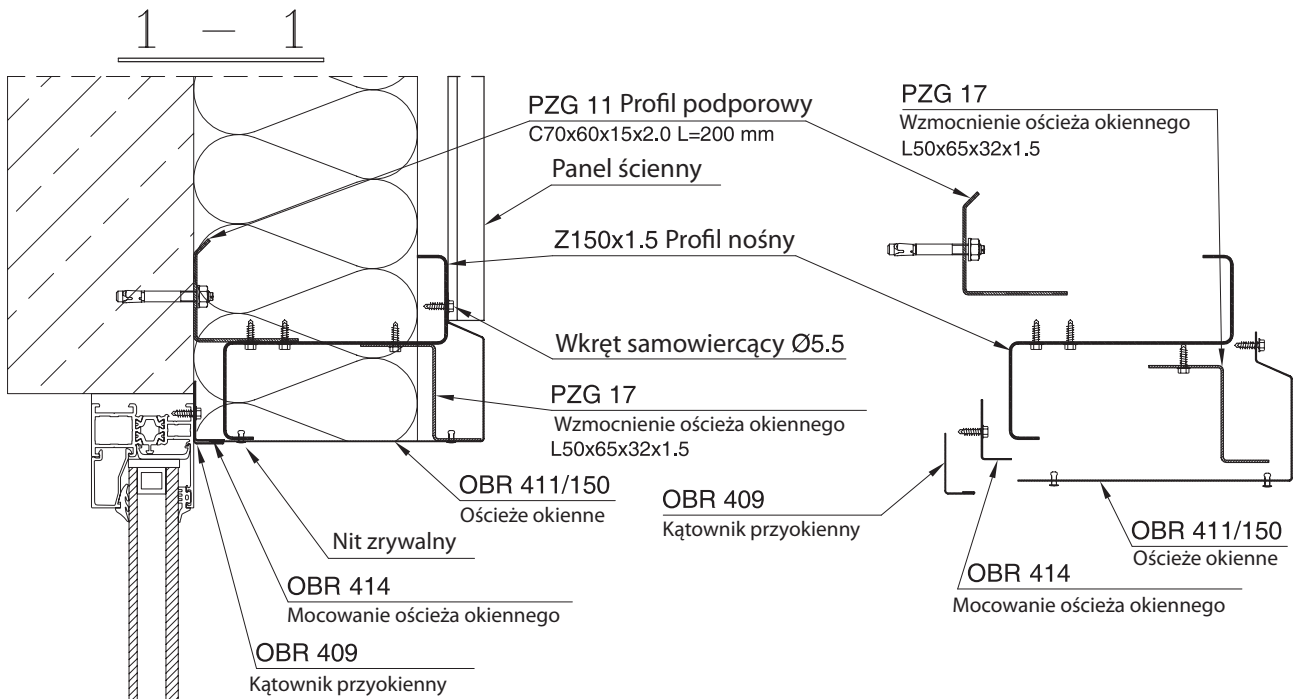 1 – 1
PZG 11 Profil podporowy
C70x60x15x2.0 L=200 mm
Panel ścienny
Z150x1.5 Profil nośny
Wkręt samowiercący Ø5.5
PZG 17
Wzmocnienie ościeża okiennego
L50x65x32x1.5
OBR 411/150
Ościeże okienne
Nit zrywalny
OBR 414
Mocowanie ościeża okiennego
OBR 409
Kątownik przyokienny
PZG 17
Wzmocnienie ościeża okiennego
L50x65x32x1.5
OBR 409
Kątownik przyokienny
OBR 411/150
Ościeże okienne
OBR 414
Mocowanie ościeża okiennego